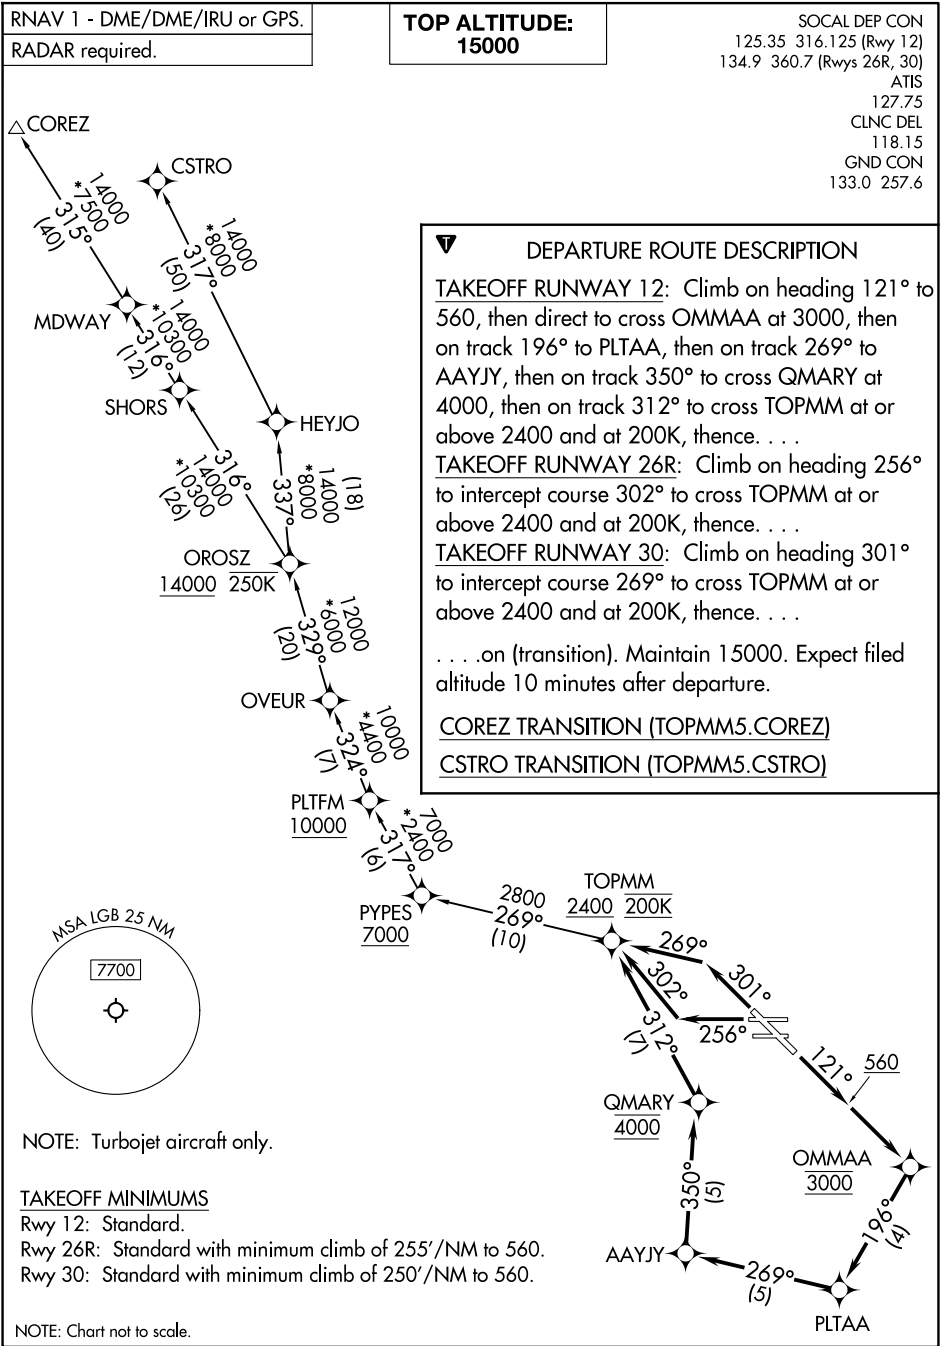 RNAV 1 - DME/DME/IRU or GPS.
RADAR required.
TOP ALTITUDE:
15000
SOCAL DEP CON
125.35 316.125 (Rwy 12)
134.9 360.7 (Rwys 26R, 30)
ATIS
127.75
CLNC DEL
118.15
GND CON
133.0 257.6
COREZ
CSTRO
14000
*7500
315°
(40)
14000
*8000
317°
(50)
MDWAY
14000
*10300
316°
(12)
SHORS
HEYJO
14000
*10300
316°
(26)
(18)
14000
*8000
337°
OROSZ
14000 250K
12000
*6000
329°
(20)
OVEUR
10000
*4400
324°
(7)
PLTFM
10000
7000
*2400
317°
(6)
PYPES
7000
2800
269°
(10)
TOPMM
2400 200K
269°
301°
302°
256°
312°
(7)
121°
560
QMARY
4000
OMMAA
3000
350°
(5)
196°
(4)
AAYJY
269°
(5)
PLTAA
T
DEPARTURE ROUTE DESCRIPTION
TAKEOFF RUNWAY 12: Climb on heading 121° to
560, then direct to cross OMMAA at 3000, then
on track 196° to PLTAA, then on track 269° to
AAYJY, then on track 350° to cross QMARY at
4000, then on track 312° to cross TOPMM at or
above 2400 and at 200K, thence. . . .
TAKEOFF RUNWAY 26R: Climb on heading 256°
to intercept course 302° to cross TOPMM at or
above 2400 and at 200K, thence. . . .
TAKEOFF RUNWAY 30: Climb on heading 301°
to intercept course 269° to cross TOPMM at or
above 2400 and at 200K, thence. . . .
. . . .on (transition). Maintain 15000. Expect filed
altitude 10 minutes after departure.
COREZ TRANSITION (TOPMM5.COREZ)
CSTRO TRANSITION (TOPMM5.CSTRO)
MSA LGB 25 NM
7700
NOTE: Turbojet aircraft only.
TAKEOFF MINIMUMS
Rwy 12: Standard.
Rwy 26R: Standard with minimum climb of 255'/NM to 560.
Rwy 30: Standard with minimum climb of 250'/NM to 560.
NOTE: Chart not to scale.